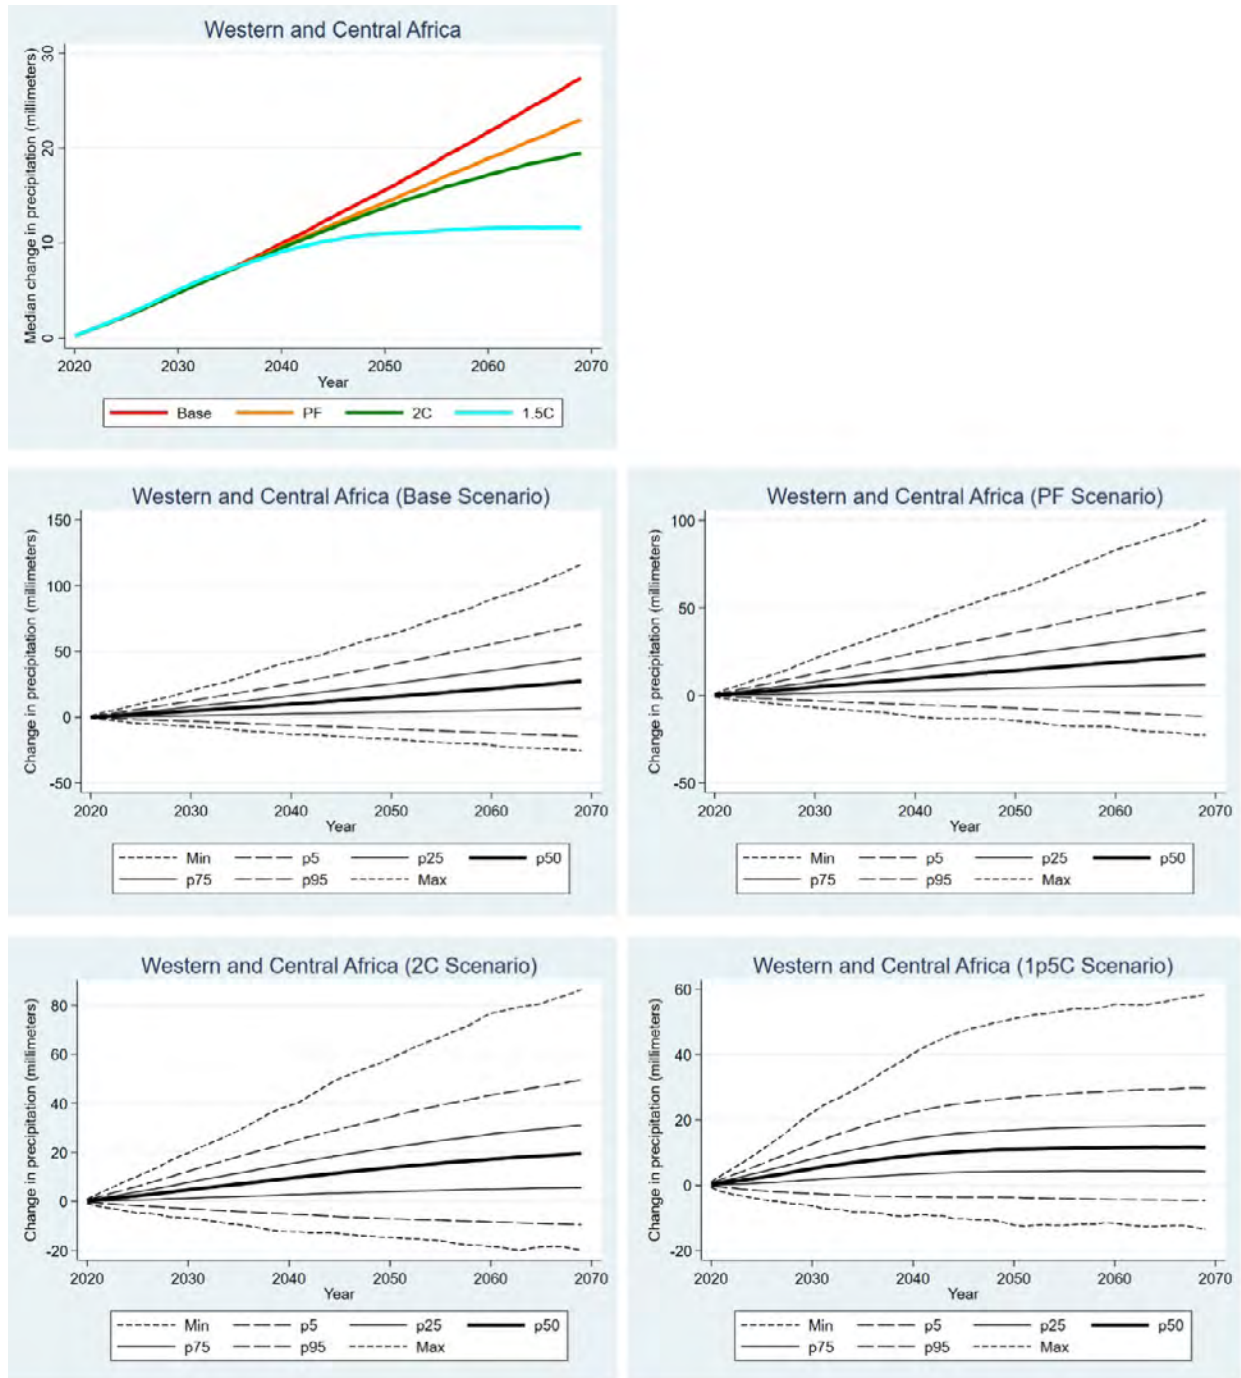 Western and Central Africa
Median change in precipitation (millimeters)
30
20
10
0
2020 2030 2040 2050 2060 2070
Year
Base PF 2C 1.5C
Western and Central Africa (Base Scenario)
Change in precipitation (millimeters)
150
100
50
0
-50
2020 2030 2040 2050 2060 2070
Year
Min p5 p25 p50
p75 p95 Max
Western and Central Africa (PF Scenario)
Change in precipitation (millimeters)
100
50
0
-50
2020 2030 2040 2050 2060 2070
Year
Min p5 p25 p50
p75 p95 Max
Western and Central Africa (2C Scenario)
Change in precipitation (millimeters)
80
60
40
20
0
-20
2020 2030 2040 2050 2060 2070
Year
Min p5 p25 p50
p75 p95 Max
Western and Central Africa (1p5C Scenario)
Change in precipitation (millimeters)
60
40
20
0
-20
2020 2030 2040 2050 2060 2070
Year
Min p5 p25 p50
p75 p95 Max